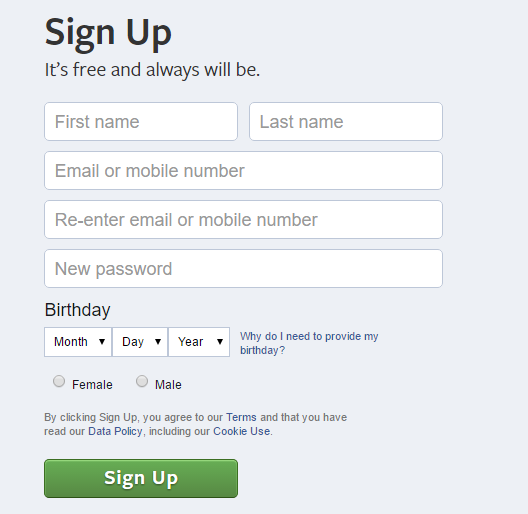 Sign Up
It's free and always will be.
First name Last name
Email or mobile number
Re-enter email or mobile number
New password
Birthday
Month Day Year Why do I need to provide my
birthday?
Female Male
By clicking Sign Up, you agree to our Terms and that you have
read our Data Policy, including our Cookie Use.
Sign Up